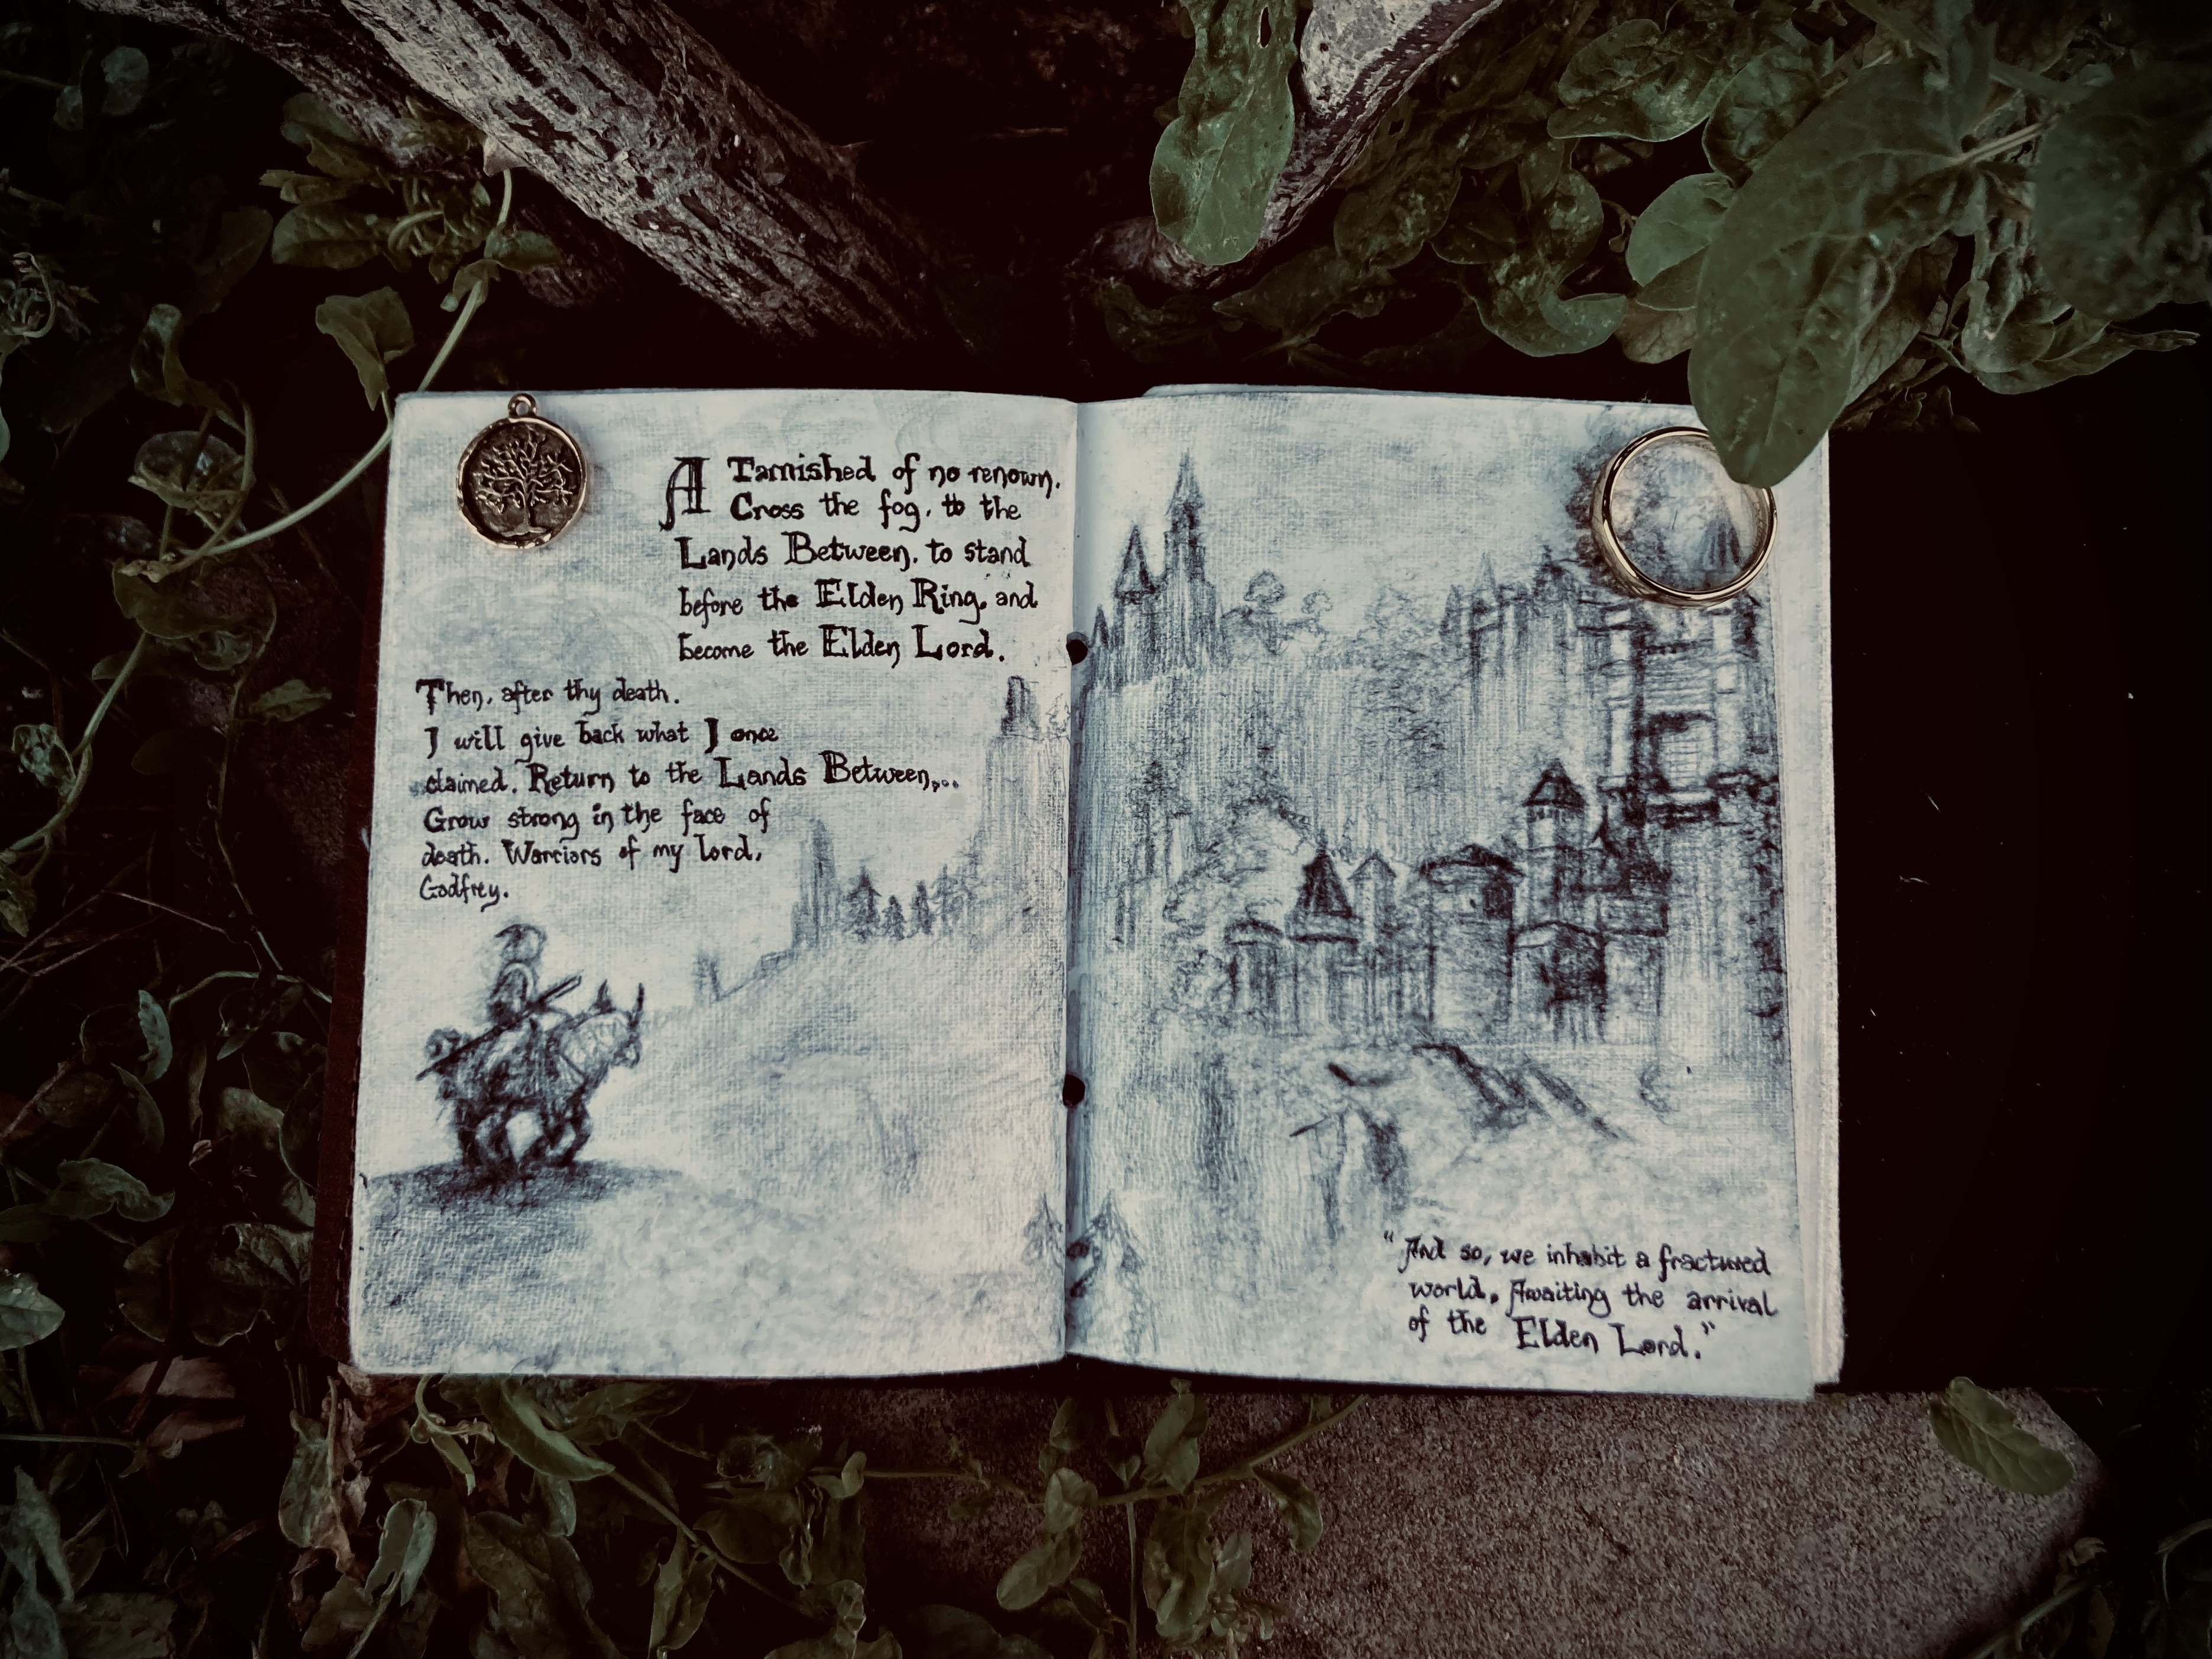 A Tarnished of no renown.
Cross the fog, to the
Lands Between, to stand
before the Elden Ring, and
become the Elden Lord.
Then, after thy death.
I will give back what I once
claimed. Return to the Lands Between,...
Grow strong in the face of
death. Warriors of my lord,
Godfrey.
"And so, we inhabit a fractured
world. Awaiting the arrival
of the Elden Lord."